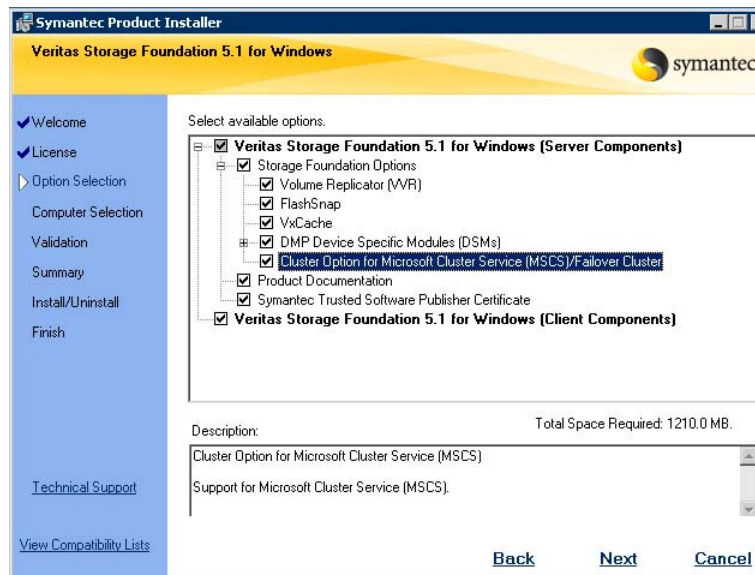 Symantec Product Installer
Veritas Storage Foundation 5.1 for Windows
symantec
Welcome
License
Option Selection
Computer Selection
Validation
Summary
Install/Uninstall
Finish
Technical Support
View Compatibility Lists
Select available options.
Veritas Storage Foundation 5.1 for Windows (Server Components)
Storage Foundation Options
Volume Replicator (VVR)
FlashSnap
VxCache
DMP Device Specific Modules (DSMs)
Cluster Option for Microsoft Cluster Service (MSCS)/Failover Cluster
Product Documentation
Symantec Trusted Software Publisher Certificate
Veritas Storage Foundation 5.1 for Windows (Client Components)
Total Space Required: 1210.0 MB.
Description:
Cluster Option for Microsoft Cluster Service (MSCS)
Support for Microsoft Cluster Service (MSCS).
Back Next Cancel